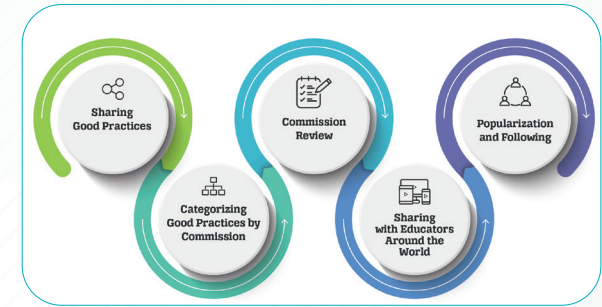 Sharing
Good Practices
Categorizing
Good Practices by
Commission
Commission
Review
Sharing
with Educators
Around the
World
Popularization
and Following